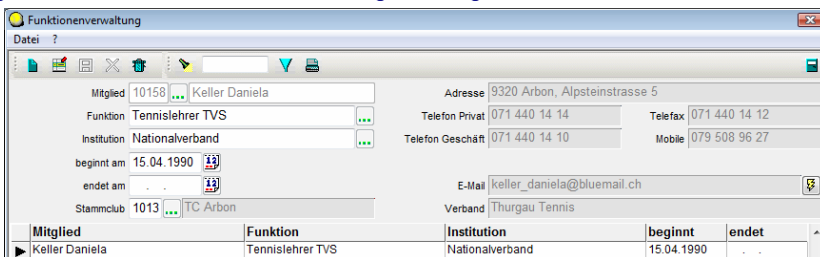 Funktionenverwaltung
Datei ?
Mitglied 10158 ... Keller Daniela Adresse 9320 Arbon, Alpsteinstrasse 5
Funktion Tennislehrer TVS ... Telefon Privat 071 440 14 14 Telefax 071 440 14 12
Institution Nationalverband ... Telefon Geschäft 071 440 14 10 Mobile 079 508 96 27
beginnt am 15.04.1990 12
endet am . . 12 E-Mail keller_daniela@bluemail.ch
Stammclub 1013 ... TC Arbon Verband Thurgau Tennis
Mitglied Funktion Institution beginnt endet
Keller Daniela Tennislehrer TVS Nationalverband 15.04.1990 . .